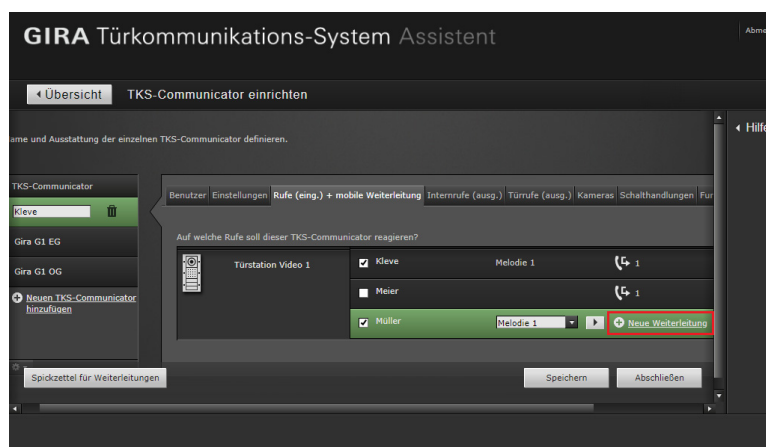 GIRA Türkommunikations-System Assistent
Übersicht
TKS-Communicator einrichten
Hilfe
ame und Ausstattung der einzelnen TKS-Communicator definieren.
TKS-Communicator
Kleve
Gira G1 EG
Gira G1 OG
Neuen TKS-Communicator
hinzufügen
Benutzer Einstellungen Rufe (eing.) + mobile Weiterleitung Internrufe (ausg.) Türrufe (ausg.) Kameras Schalthandlungen Fur
Auf welche Rufe soll dieser TKS-Communicator reagieren?
Türstation Video 1
Kleve Melodie 1 1
Meier 1
Müller Melodie 1 Neue Weiterleitung
Spickzettel für Weiterleitungen
Speichern
Abschließen